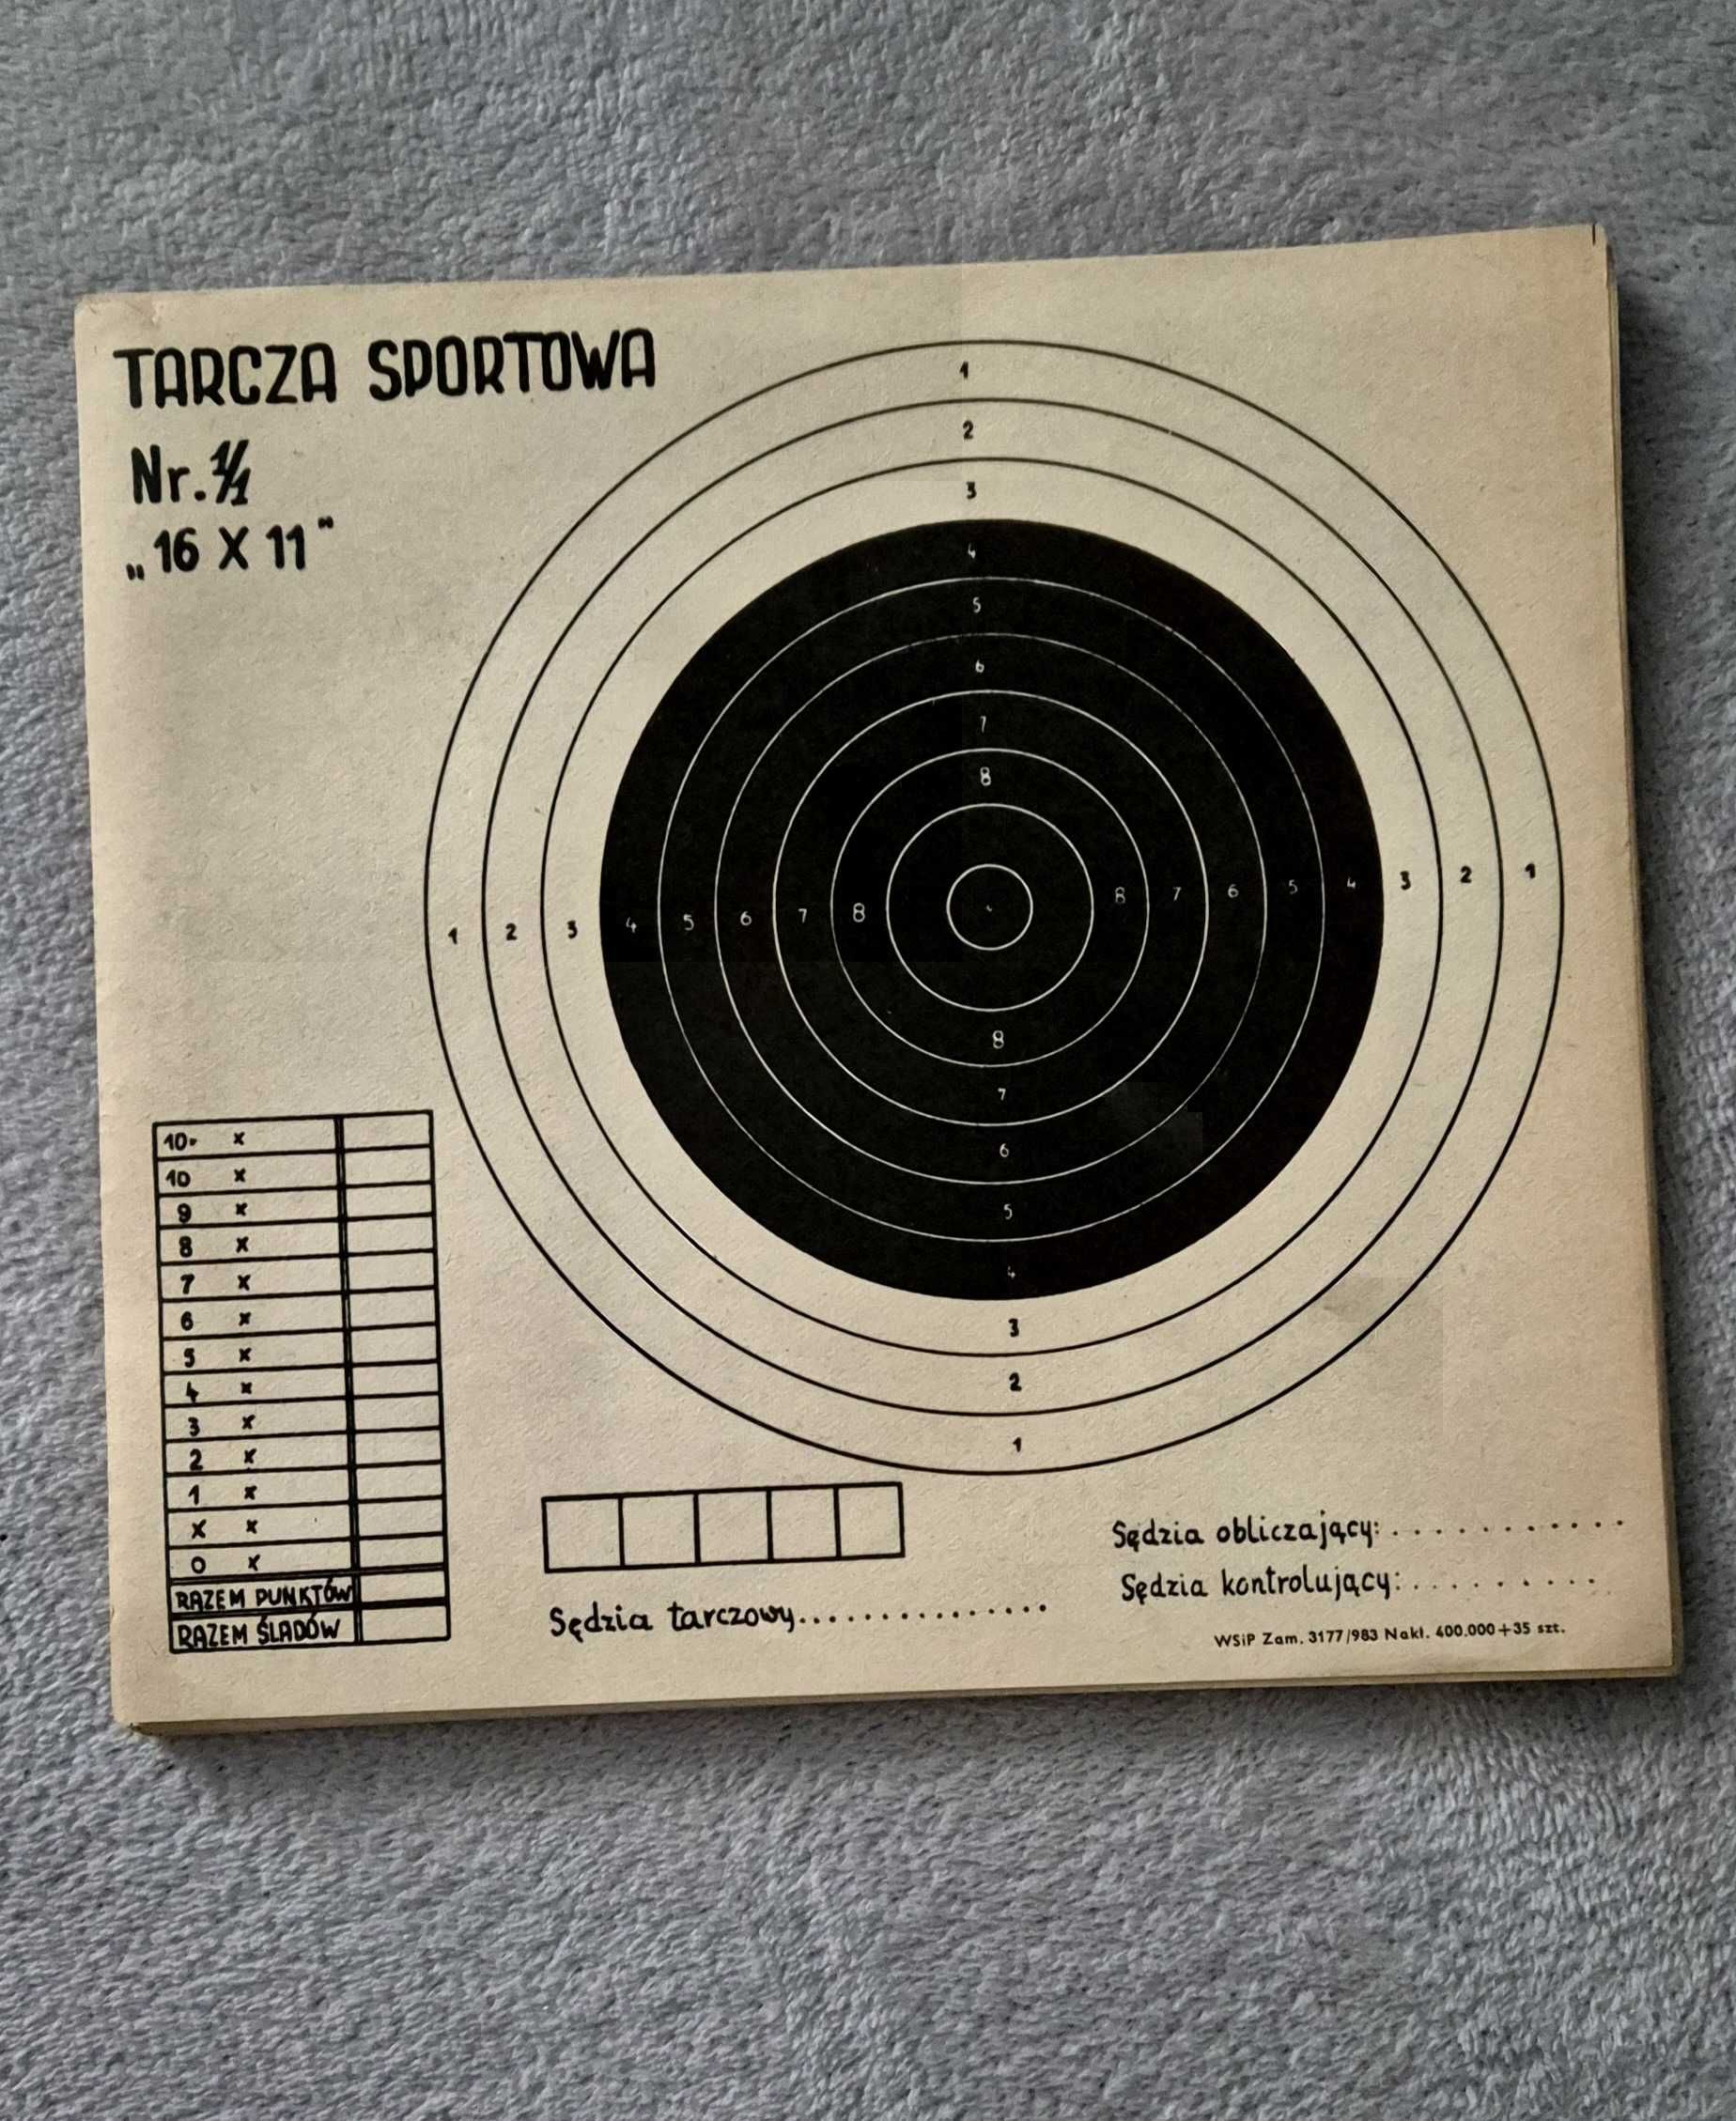 TARCZA SPORTOWA
Nr. 1/1
„16 X 11"
1
2
3
4
5
6
7
8
1 2 3 4 5 6 7 8 8 7 6 5 4 3 2 1
8
7
6
5
4
3
2
1
10• x
10 x
9 x
8 x
7 x
6 x
5 x
4 x
3 x
2 x
1 x
X x
0 x
RAZEM PUNKTÓW
RAZEM ŚLADÓW
Sędzia tarczowy...............
Sędzia obliczający:............
Sędzia kontrolujący:..........
WSiP Zam. 3177/983 Nakł. 400.000+35 szt.